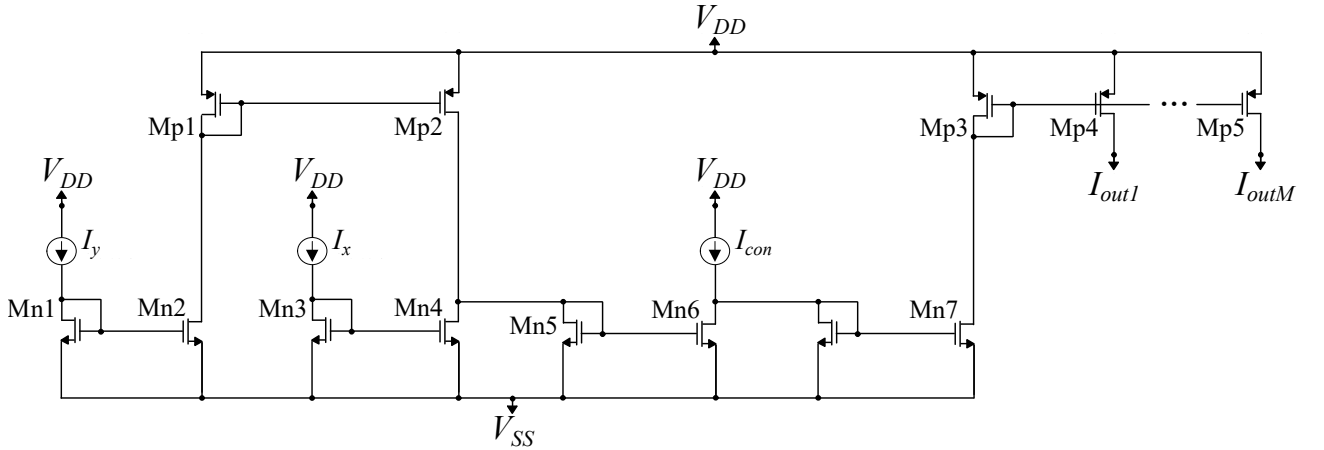 V_DD
Mp1
Mp2
Mp3
Mp4
...
Mp5
V_DD
V_DD
V_DD
I_out1
I_outM
I_y
I_x
I_con
Mn1
Mn2
Mn3
Mn4
Mn5
Mn6
Mn7
V_SS